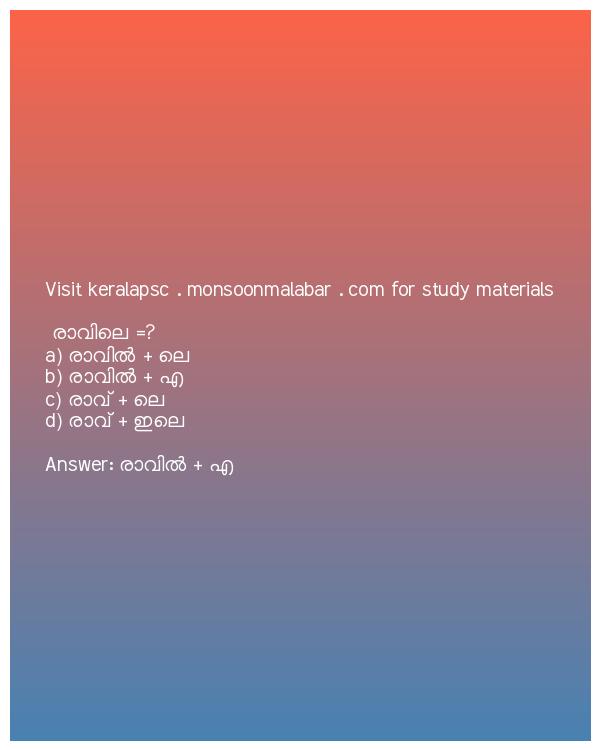 Visit keralapsc . monsoonmalabar . com for study materials
രാവിലെ =?
a) രാവിൽ + ലെ
b) രാവിൽ + എ
c) രാവ് + ലെ
d) രാവ് + ഇലെ
Answer: രാവിൽ + എ